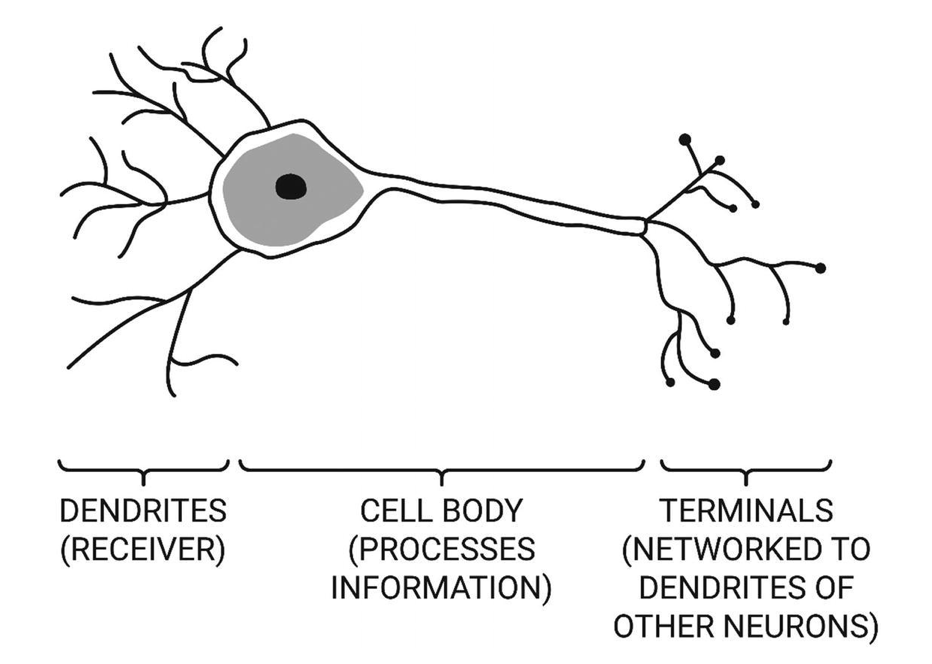 DENDRITES
(RECEIVER)
CELL BODY
(PROCESSES
INFORMATION)
TERMINALS
(NETWORKED TO
DENDRITES OF
OTHER NEURONS)